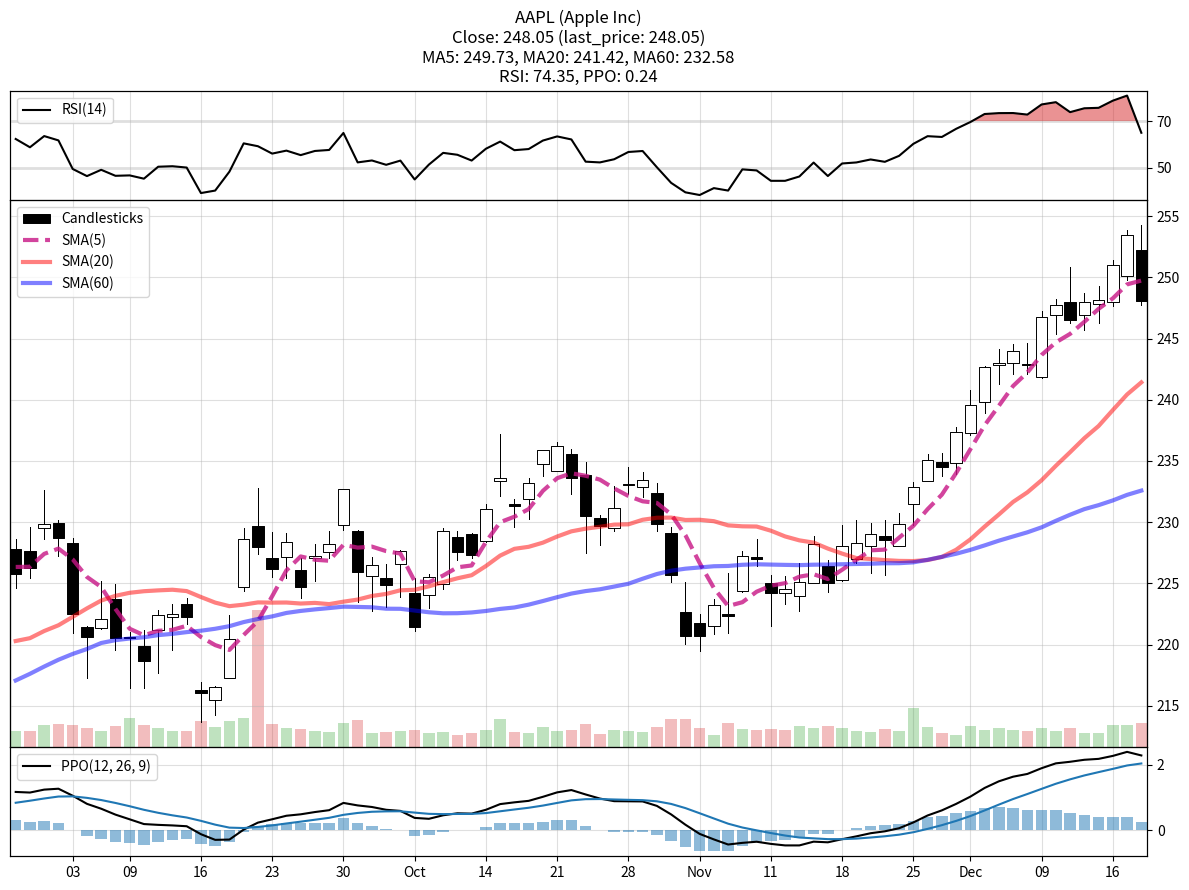 AAPL (Apple Inc)
Close: 248.05 (last_price: 248.05)
MA5: 249.73, MA20: 241.42, MA60: 232.58
RSI: 74.35, PPO: 0.24
RSI(14)
70
50
Candlesticks
SMA(5)
SMA(20)
SMA(60)
255
250
245
240
235
230
225
220
215
PPO(12, 26, 9)
2
0
03 09 16 23 30 Oct 14 21 28 Nov 11 18 25 Dec 09 16